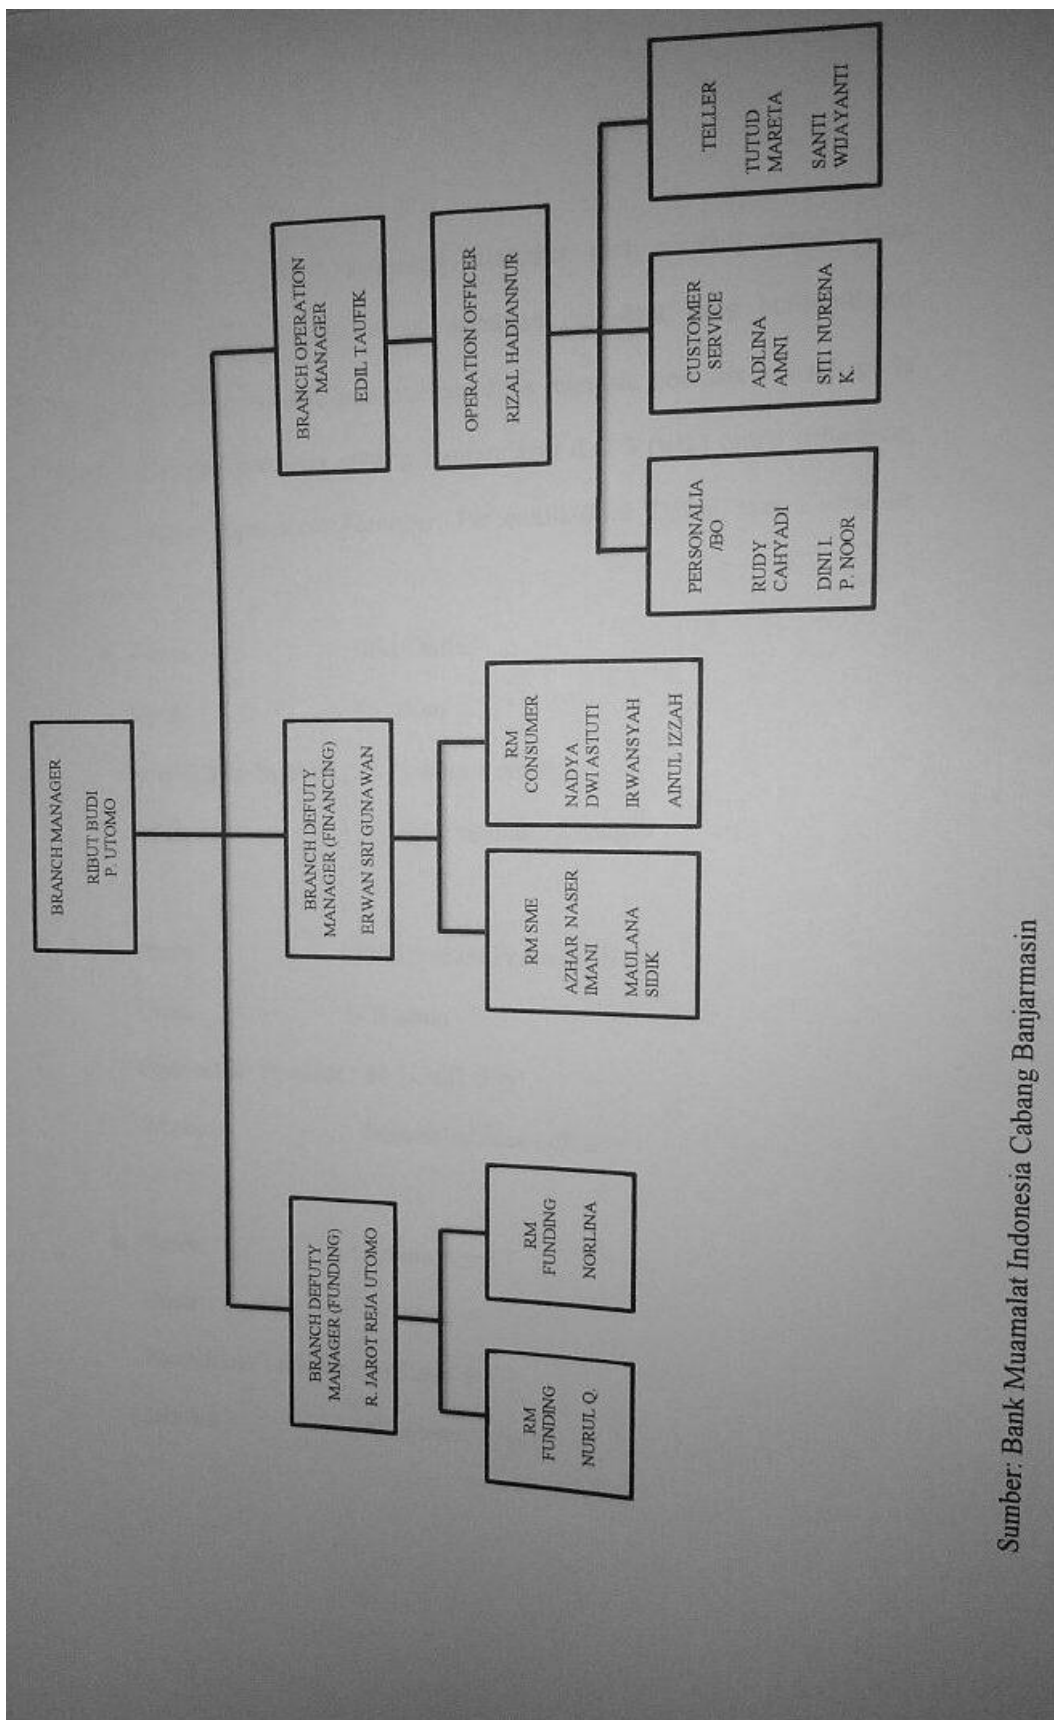 BRANCH MANAGER
RIBUT BUDI
P. UTOMO
BRANCH DEFUTY
MANAGER (FUNDING)
R. JAROT REJA UTOMO
BRANCH DEFUTY
MANAGER (FINANCING)
ERWAN SRI GUNAWAN
BRANCH OPERATION
MANAGER
EDIL TAUFIK
OPERATION OFFICER
RIZAL HADIANNUR
RM
FUNDING
NURUL Q.
RM
FUNDING
NORLINA
RM SME
AZHAR NASER
IMANI
MAULANA
SIDIK
RM
CONSUMER
NADYA
DWI ASTUTI
IRWANSYAH
AINUL IZZAH
PERSONALIA
/BO
RUDY
CAHYADI
DINI I.
P. NOOR
CUSTOMER
SERVICE
ADLINA
AMNI
SITI NURENA
K.
TELLER
TUTUD
MARETA
SANTI
WIJAYANTI
Sumber: Bank Muamalat Indonesia Cabang Banjarmasin